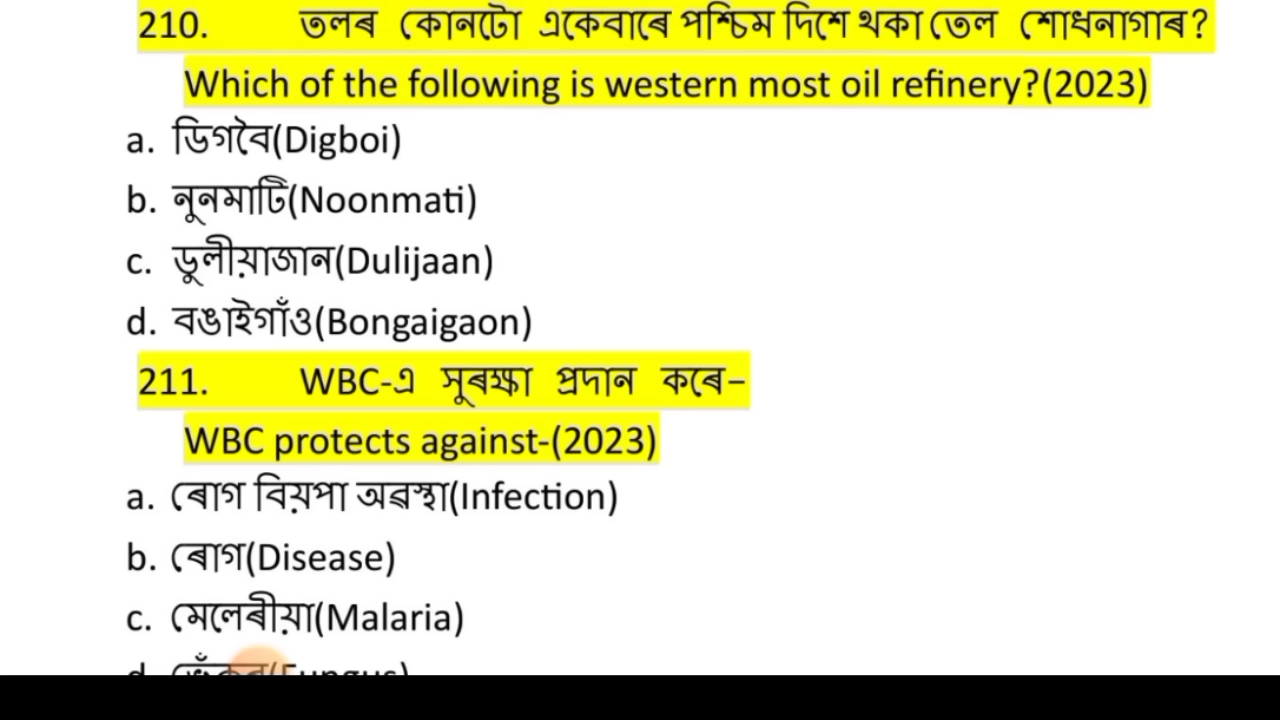 210. তলৰ কোনটো একেবাৰে পশ্চিম দিশে থকা তেল শোধনাগাৰ?
Which of the following is western most oil refinery?(2023)
a. ডিগবৈ(Digboi)
b. নুনমাটি(Noonmati)
c. ডুলীয়াজান(Dulijaan)
d. বঙাইগাঁও(Bongaigaon)
211. WBC-এ সুৰক্ষা প্ৰদান কৰে–
WBC protects against-(2023)
a. ৰোগ বিয়পা অৱস্থা(Infection)
b. ৰোগ(Disease)
c. মেলেৰীয়া(Malaria)